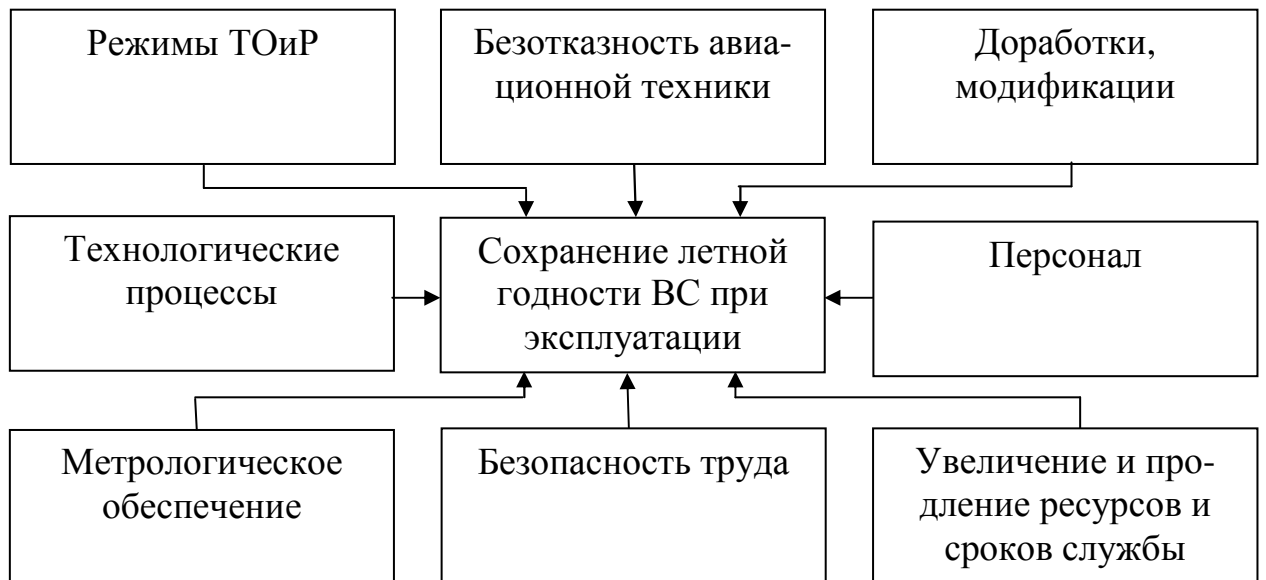 Режимы ТОиР
Безотказность авиа-
ционной техники
Доработки,
модификации
Технологические
процессы
Сохранение летной
годности ВС при
эксплуатации
Персонал
Метрологическое
обеспечение
Безопасность труда
Увеличение и про-
дление ресурсов и
сроков службы